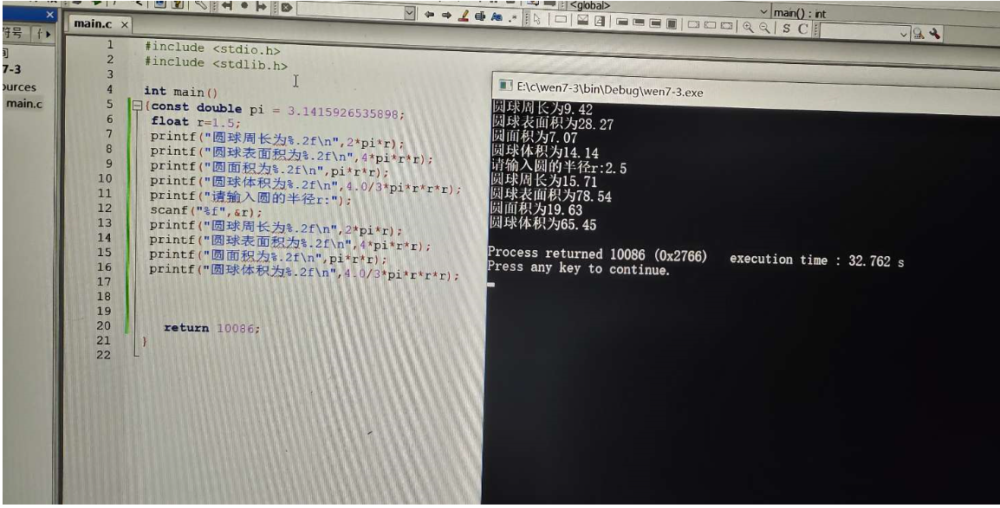 <global>
main() : int
main.c ×
符号
7-3
ources
main.c
1 #include <stdio.h>
2 #include <stdlib.h>
3
4 int main()
5 {const double pi = 3.1415926535898;
6 float r=1.5;
7 printf("圆球周长为%.2f\n",2*pi*r);
8 printf("圆球表面积为%.2f\n",4*pi*r*r);
9 printf("圆面积为%.2f\n",pi*r*r);
10 printf("圆球体积为%.2f\n",4.0/3*pi*r*r*r);
11 printf("请输入圆的半径r:");
12 scanf("%f",&r);
13 printf("圆球周长为%.2f\n",2*pi*r);
14 printf("圆球表面积为%.2f\n",4*pi*r*r);
15 printf("圆面积为%.2f\n",pi*r*r);
16 printf("圆球体积为%.2f\n",4.0/3*pi*r*r*r);
17
18
19
20 return 10086;
21 }
22
E:\c\wen7-3\bin\Debug\wen7-3.exe
圆球周长为9.42
圆球表面积为28.27
圆面积为7.07
圆球体积为14.14
请输入圆的半径r:2.5
圆球周长为15.71
圆球表面积为78.54
圆面积为19.63
圆球体积为65.45
Process returned 10086 (0x2766) execution time : 32.762 s
Press any key to continue.